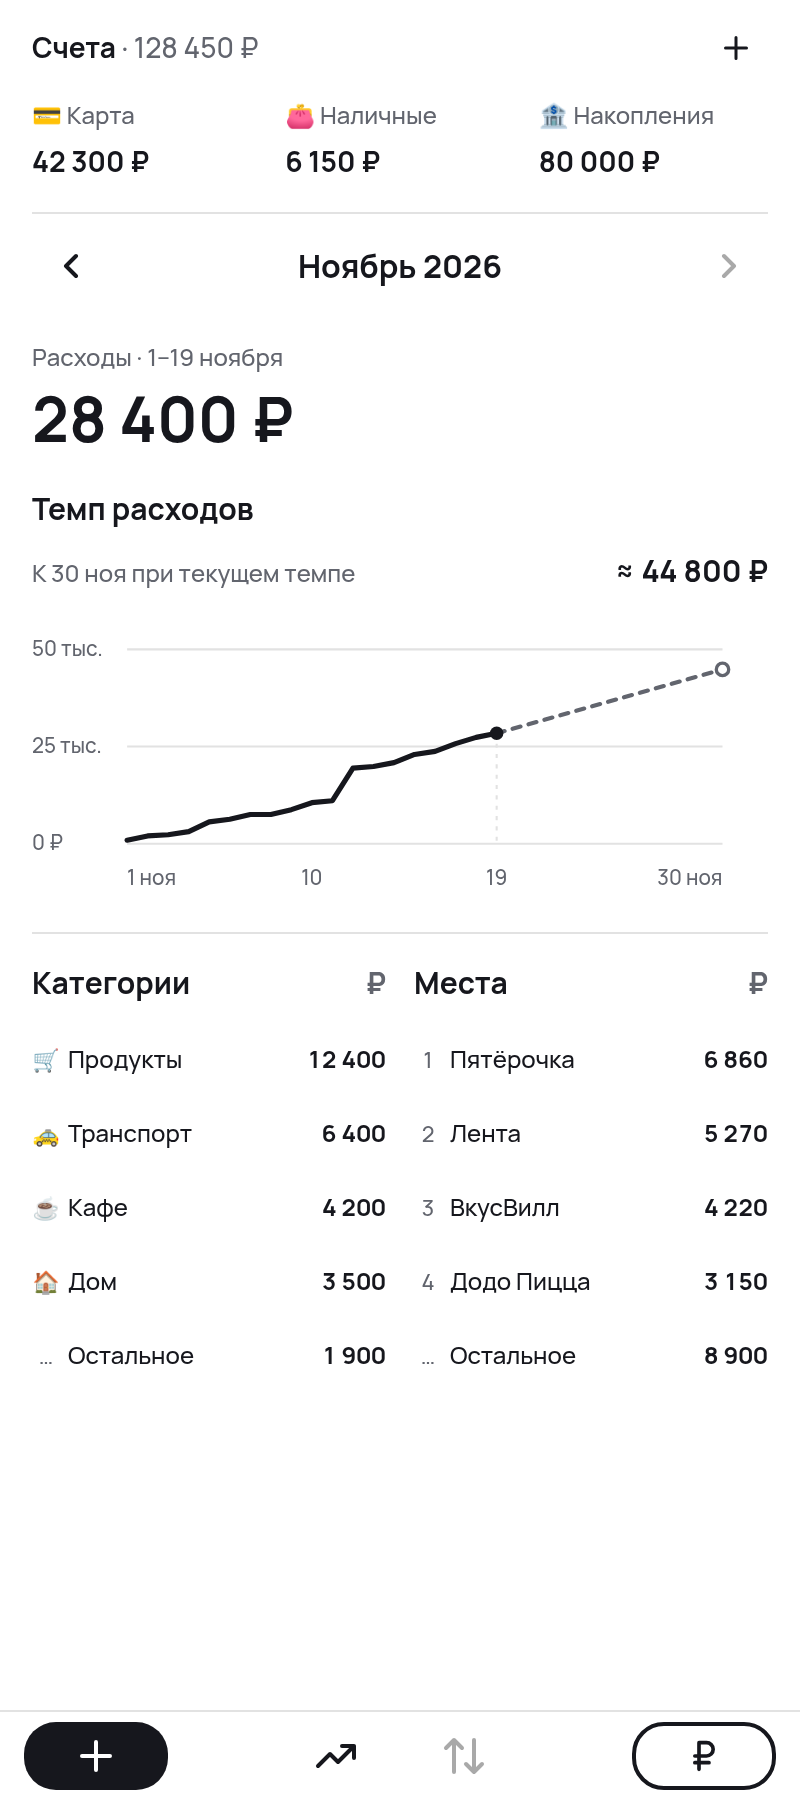 Счета · 128 450 ₽
Карта
Наличные
Накопления
42 300 ₽
6 150 ₽
80 000 ₽
Ноябрь 2026
Расходы · 1–19 ноября
28 400 ₽
Темп расходов
К 30 ноя при текущем темпе
≈ 44 800 ₽
50 тыс.
25 тыс.
0 ₽
1 ноя
10
19
30 ноя
Категории ₽
Продукты 12 400
Транспорт 6 400
Кафе 4 200
Дом 3 500
… Остальное 1 900
Места ₽
1 Пятёрочка 6 860
2 Лента 5 270
3 ВкусВилл 4 220
4 Додо Пицца 3 150
… Остальное 8 900
₽